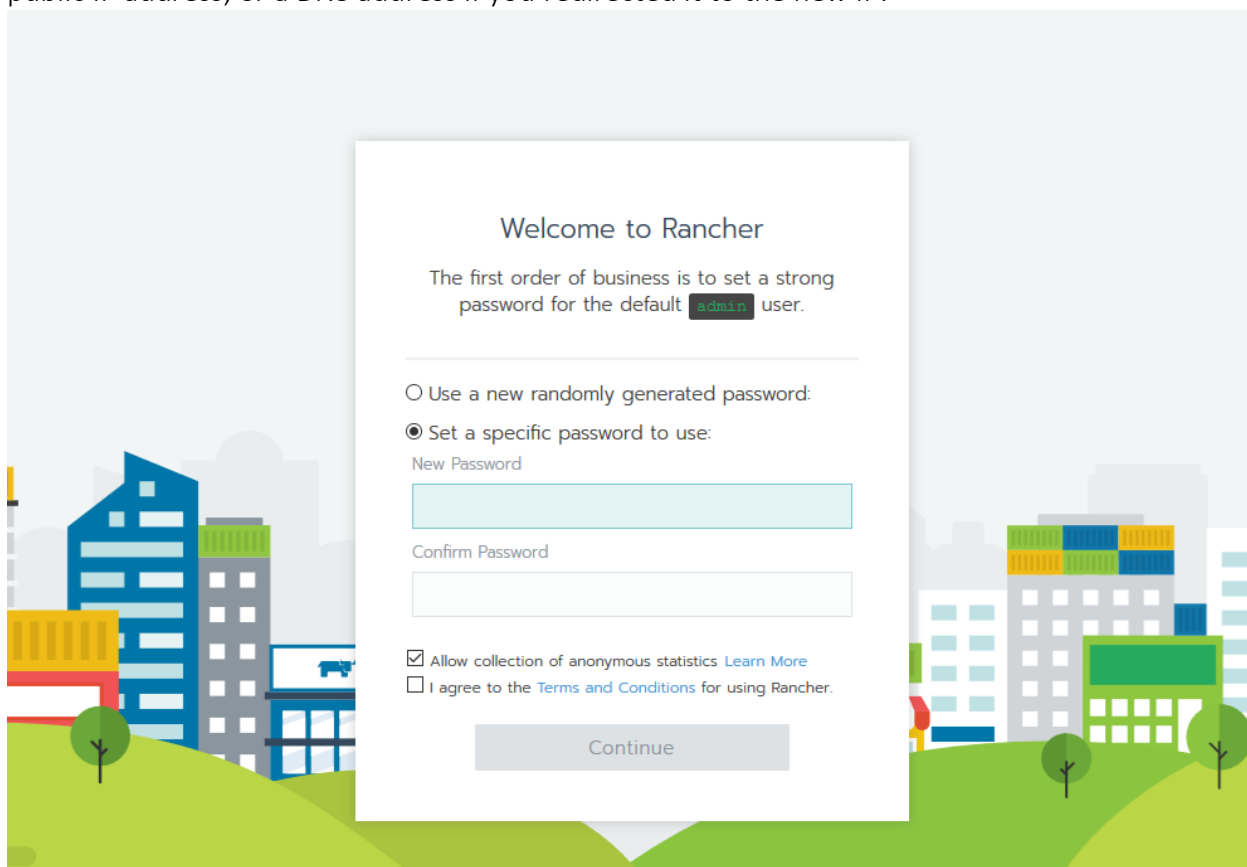 Welcome to Rancher
The first order of business is to set a strong
password for the default admin user.
Use a new randomly generated password:
Set a specific password to use:
New Password
Confirm Password
Allow collection of anonymous statistics Learn More
I agree to the Terms and Conditions for using Rancher.
Continue